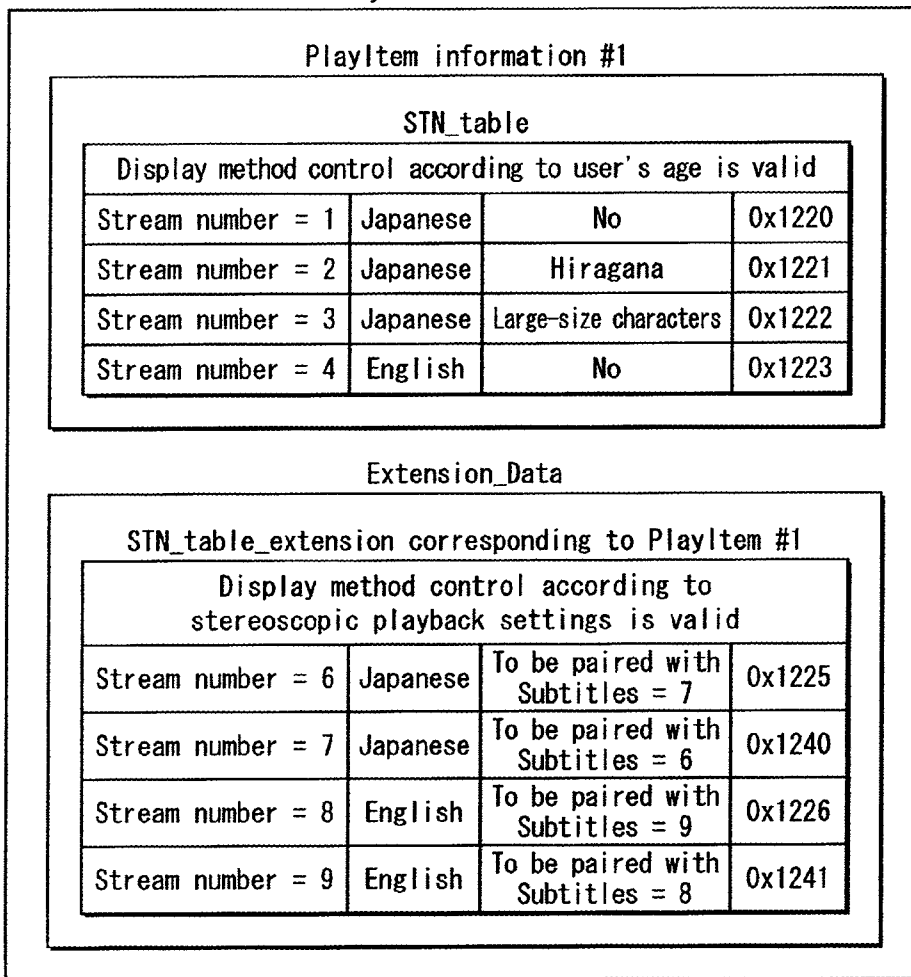 PlayItem information #1
STN_table
Display method control according to user's age is valid
Stream number = 1 Japanese No 0x1220
Stream number = 2 Japanese Hiragana 0x1221
Stream number = 3 Japanese Large-size characters 0x1222
Stream number = 4 English No 0x1223
Extension_Data
STN_table_extension corresponding to PlayItem #1
Display method control according to
stereoscopic playback settings is valid
Stream number = 6 Japanese To be paired with
Subtitles = 7 0x1225
Stream number = 7 Japanese To be paired with
Subtitles = 6 0x1240
Stream number = 8 English To be paired with
Subtitles = 9 0x1226
Stream number = 9 English To be paired with
Subtitles = 8 0x1241